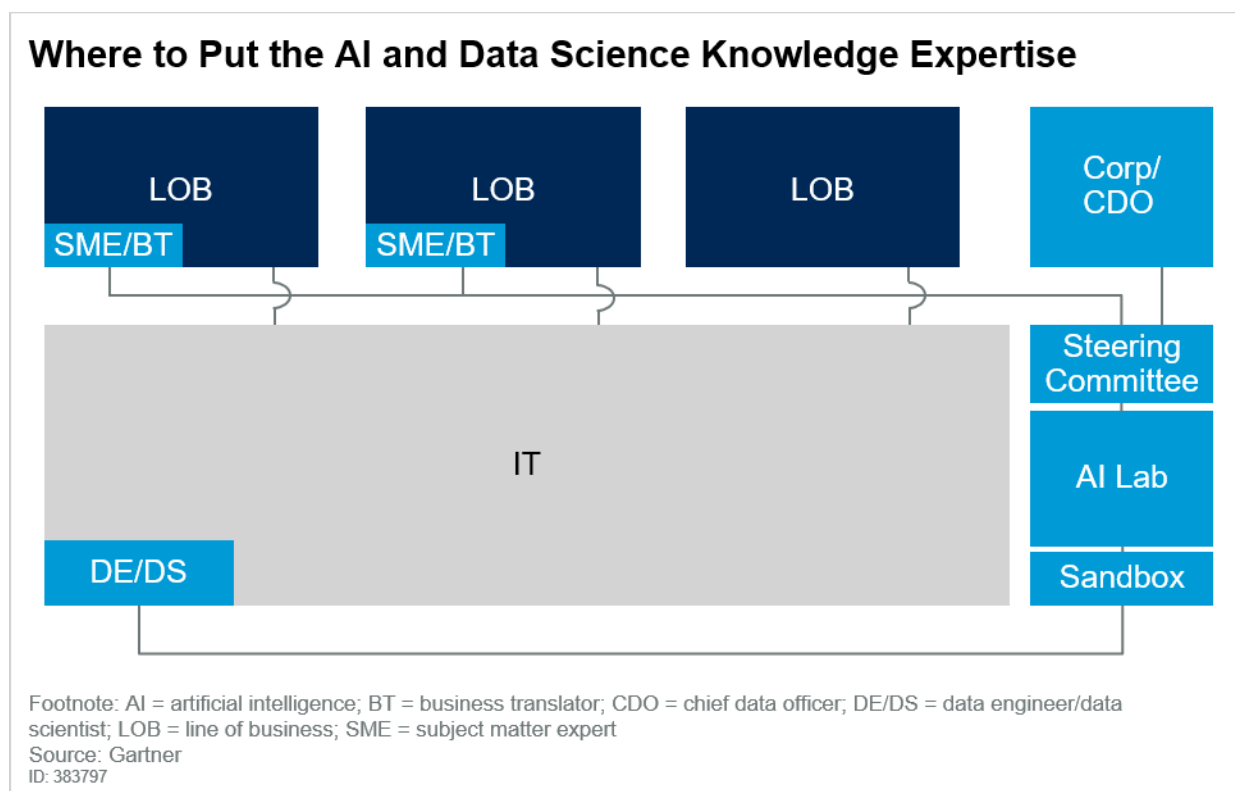 Where to Put the AI and Data Science Knowledge Expertise
LOB
LOB
LOB
Corp/
CDO
SME/BT
SME/BT
Steering
Committee
IT
AI Lab
DE/DS
Sandbox
Footnote: AI = artificial intelligence; BT = business translator; CDO = chief data officer; DE/DS = data engineer/data
scientist; LOB = line of business; SME = subject matter expert
Source: Gartner
ID: 383797